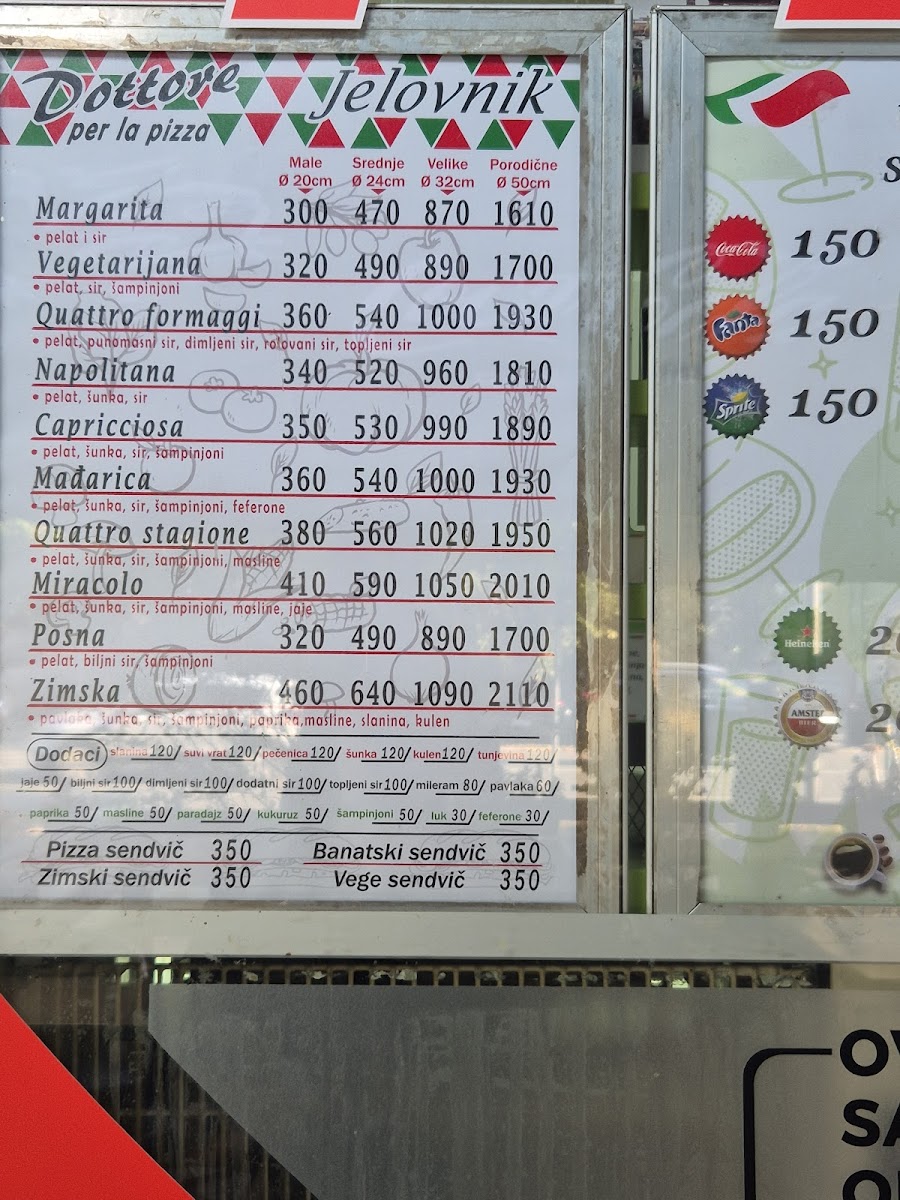 Dottore
per la pizza
Jelovnik
Male Srednje Velike Porodične
Ø 20cm Ø 24cm Ø 32cm Ø 50cm
Margarita 300 470 870 1610
• pelat i sir
Vegetarijana 320 490 890 1700
• pelat, sir, šampinjoni
Quattro formaggi 360 540 1000 1930
• pelat, punomasni sir, dimljeni sir, rolovani sir, topljeni sir
Napolitana 340 520 960 1810
• pelat, šunka, sir
Capricciosa 350 530 990 1890
• pelat, šunka, sir, šampinjoni
Mađarica 360 540 1000 1930
• pelat, šunka, sir, šampinjoni, feferone
Quattro stagione 380 560 1020 1950
• pelat, šunka, sir, šampinjoni, masline
Miracolo 410 590 1050 2010
• pelat, šunka, sir, šampinjoni, mašline, jaje
Posna 320 490 890 1700
• pelat, biljni sir, šampinjoni
Zimska 460 640 1090 2110
• pavlaka, šunka, sir, šampinjoni, paprika,mašline, slanina, kulen
Dodaci slanina 120/ suvi vrat 120/ pečenica 120/ šunka 120/ kulen 120/ tunjevina 120/
jaje 50/ biljni sir 100/ dimljeni sir 100/ dodatni sir 100/ topljeni sir 100/ mileram 80/ pavlaka 60/
paprika 50/ masline 50/ paradajz 50/ kukuruz 50/ šampinjoni 50/ luk 30/ feferone 30/
Pizza sendvič 350 Banatski sendvič 350
Zimski sendvič 350 Vege sendvič 350
Coca-Cola 150
Fanta 150
Sprite 150
Heineken 2
AMSTEL BIER 2
OV
SA